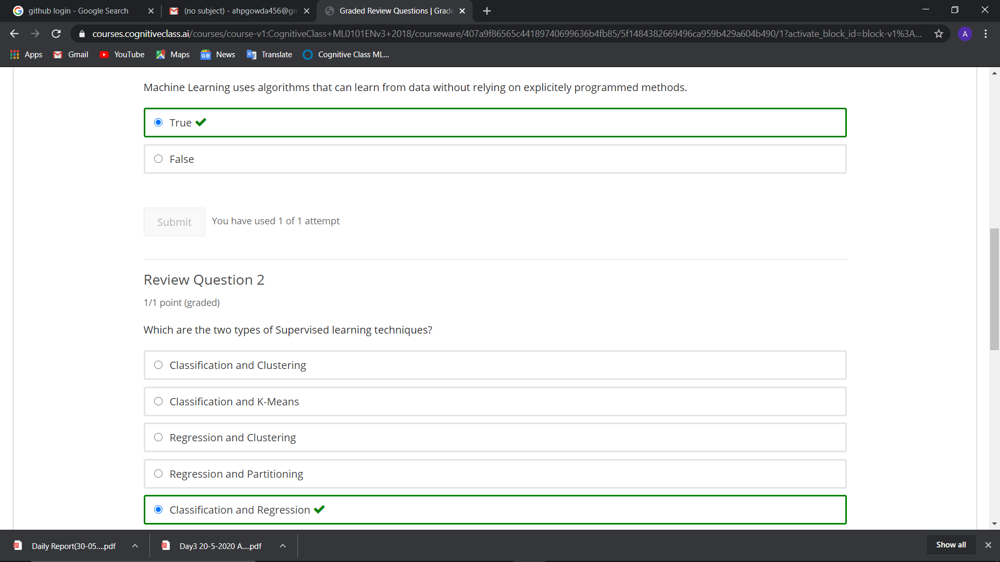 github login - Google Search
(no subject) - ahpgowda456@gm
Graded Review Questions | Grade
courses.cognitiveclass.ai/courses/course-v1:CognitiveClass+ML0101ENv3+2018/courseware/407a9f86565c44189740699636b4fb85/5f1484382669496ca959b429a604b490/1?activate_block_id=block-v1%3A...
A
Apps
Gmail
YouTube
Maps
News
Translate
Cognitive Class ML...
Machine Learning uses algorithms that can learn from data without relying on explicitely programmed methods.
True
False
Submit
You have used 1 of 1 attempt
Review Question 2
1/1 point (graded)
Which are the two types of Supervised learning techniques?
Classification and Clustering
Classification and K-Means
Regression and Clustering
Regression and Partitioning
Classification and Regression
Daily Report(30-05....pdf
Day3 20-5-2020 A....pdf
Show all